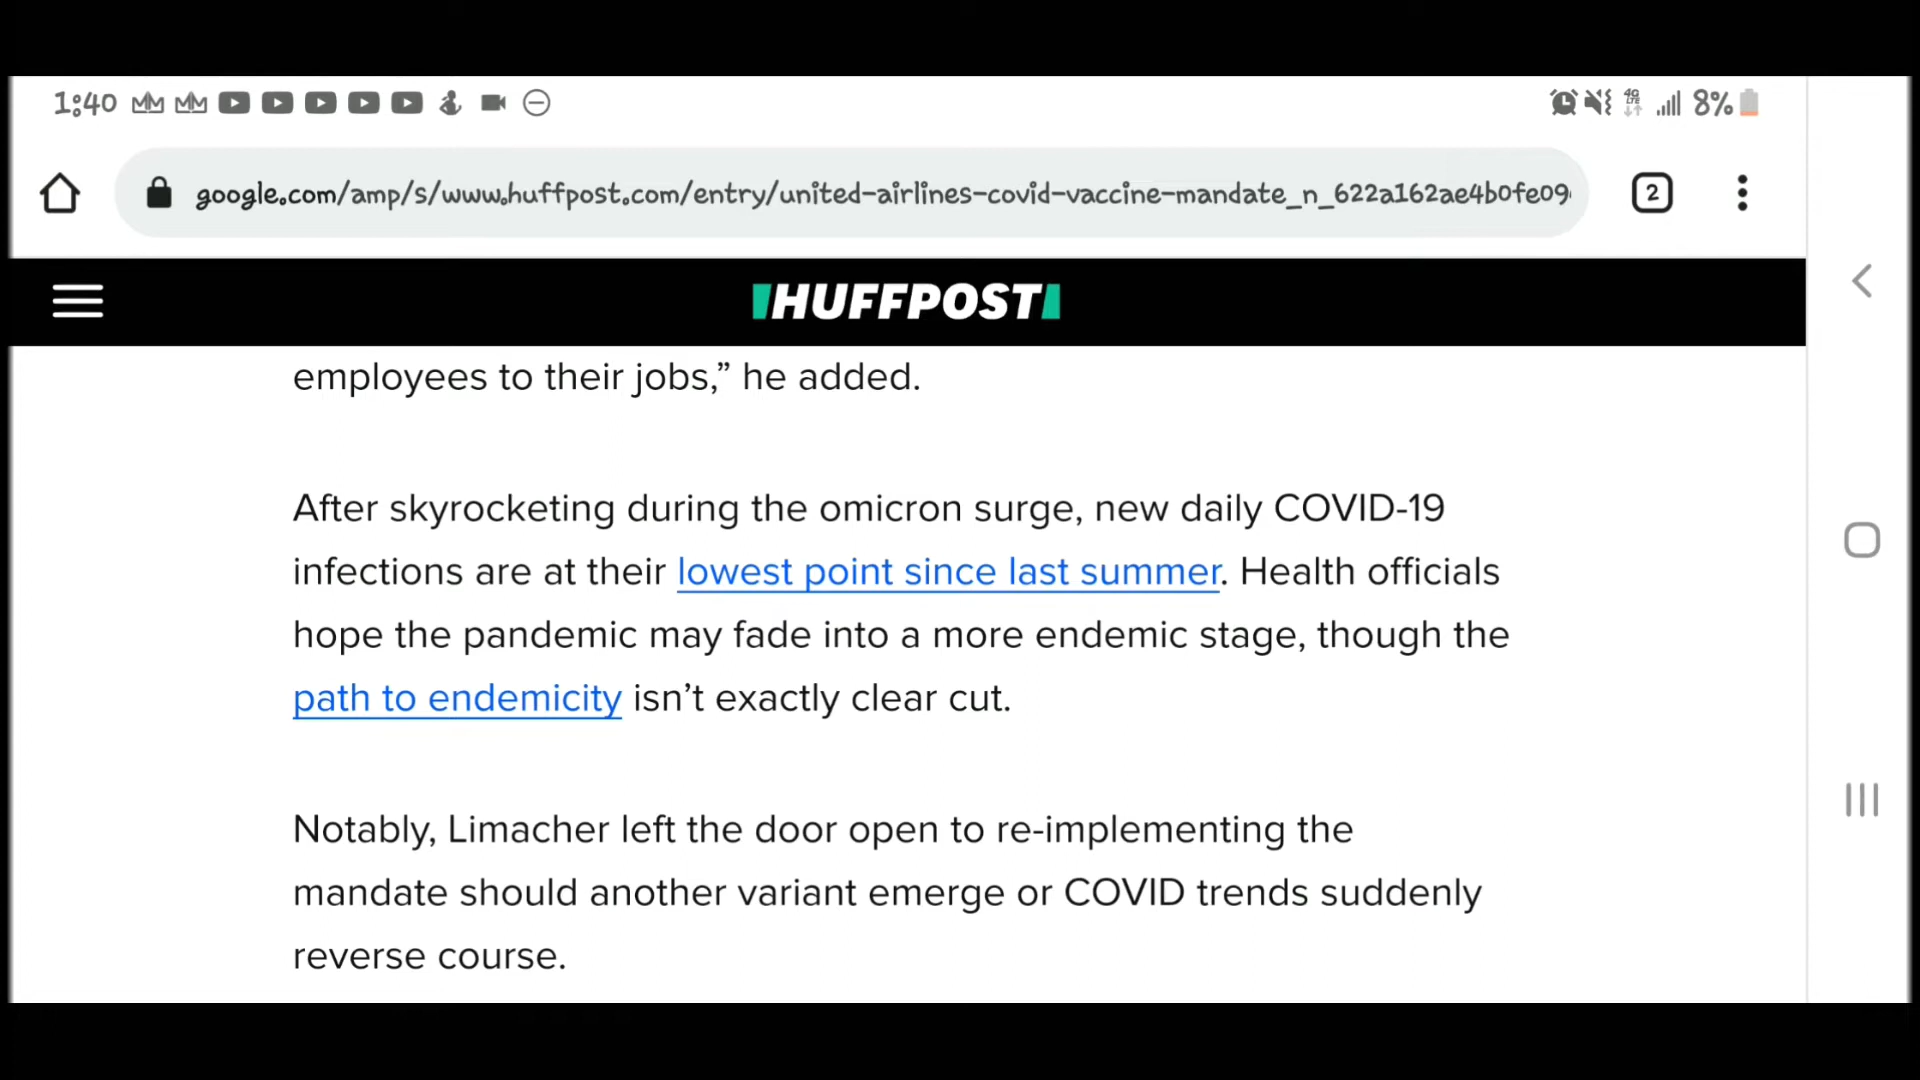 1:40
4G LTE
8%
google.com/amp/s/www.huffpost.com/entry/united-airlines-covid-vaccine-mandate_n_622a162ae4b0fe09
2
HUFFPOST
employees to their jobs,” he added.
After skyrocketing during the omicron surge, new daily COVID-19
infections are at their lowest point since last summer. Health officials
hope the pandemic may fade into a more endemic stage, though the
path to endemicity isn’t exactly clear cut.
Notably, Limacher left the door open to re-implementing the
mandate should another variant emerge or COVID trends suddenly
reverse course.